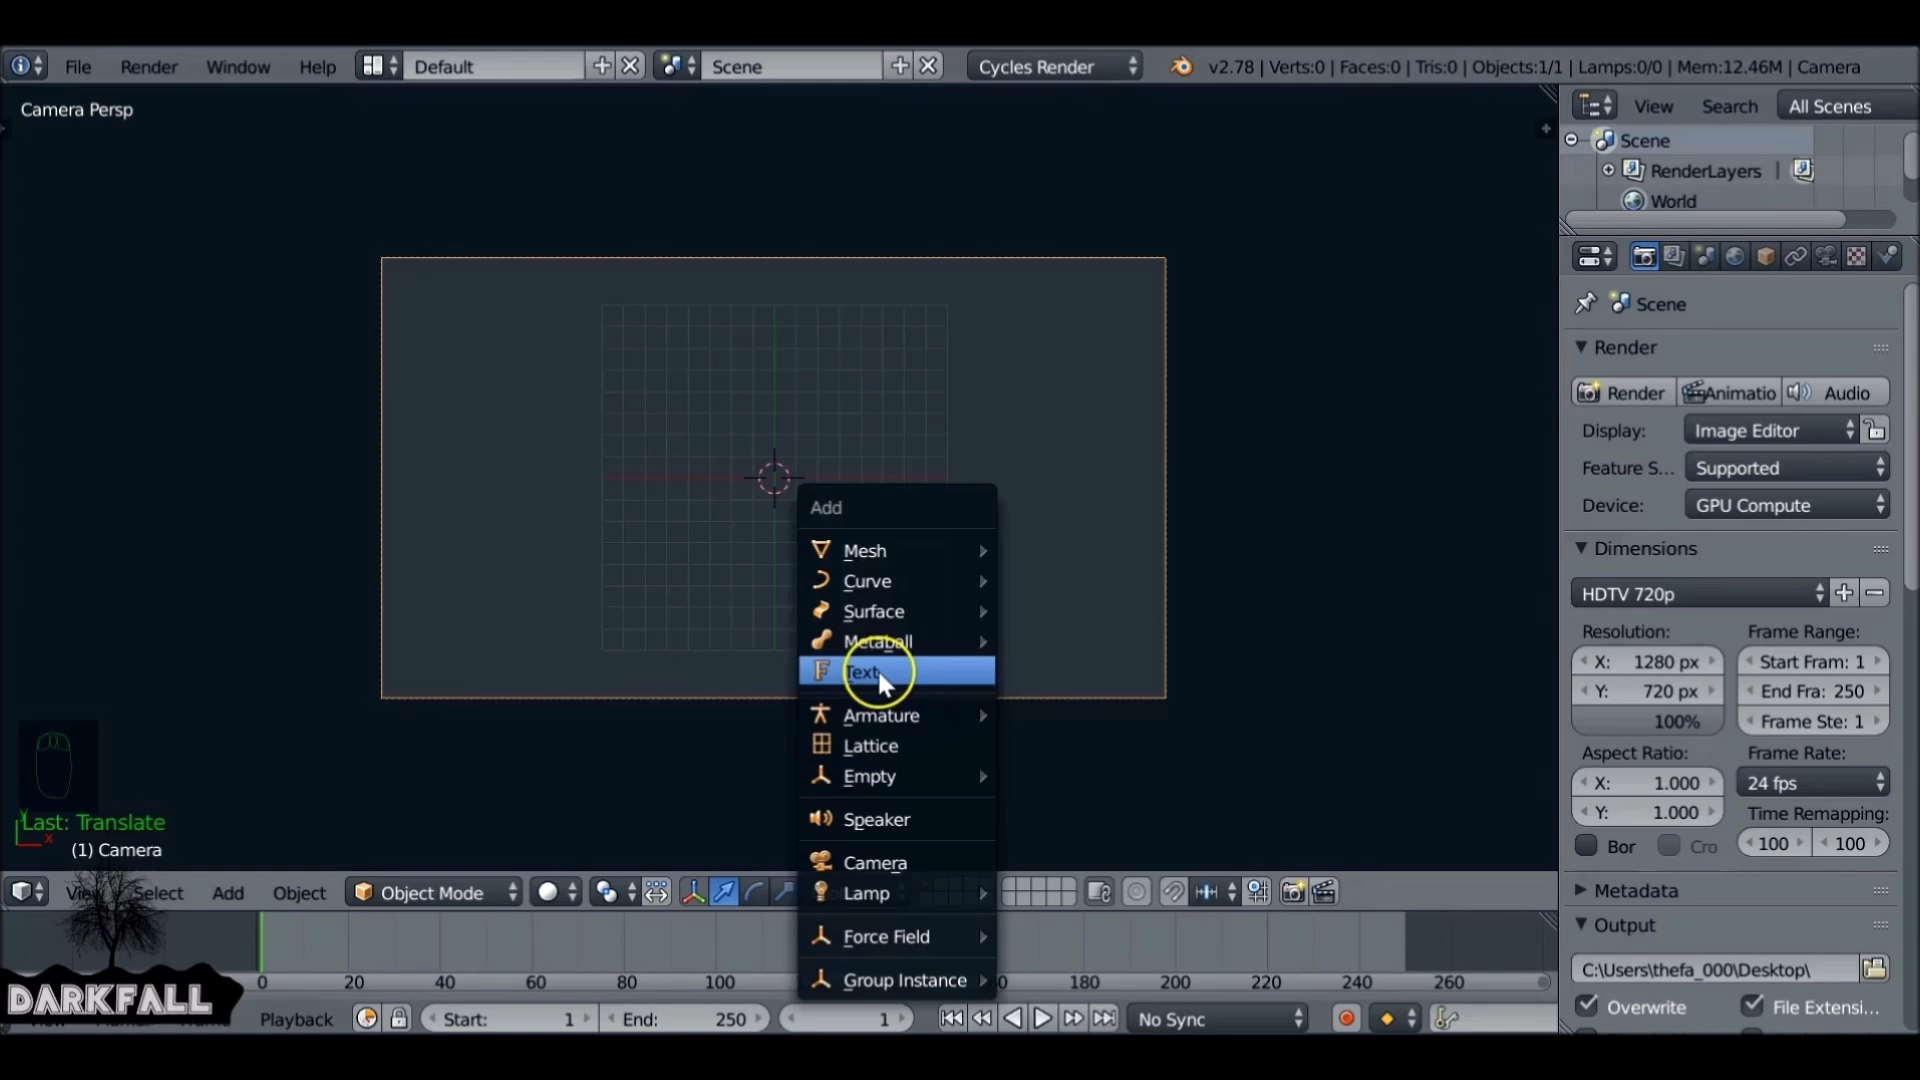 File Render Window Help Default Scene Cycles Render v2.78 | Verts:0 | Faces:0 | Tris:0 | Objects:1/1 | Lamps:0/0 | Mem:12.46M | Camera
Camera Persp
View Search All Scenes
Scene
RenderLayers
World
Scene
Render
Render Animatio Audio
Display: Image Editor
Feature S... Supported
Device: GPU Compute
Dimensions
HDTV 720p
Resolution: Frame Range:
X: 1280 px Start Fram: 1
Y: 720 px End Fra: 250
100% Frame Ste: 1
Aspect Ratio: Frame Rate:
X: 1.000 24 fps
Y: 1.000 Time Remapping:
Bor Cro 100 100
Metadata
Output
C:\Users\thefa_000\Desktop\
Overwrite File Extensi...
Add
Mesh
Curve
Surface
Metaball
Text
Armature
Lattice
Empty
Speaker
Camera
Lamp
Force Field
Group Instance
Last: Translate
(1) Camera
View Select Add Object Object Mode
0 20 40 60 80 100 180 200 220 240 260
DARKFALL
Playback Start: 1 End: 250 1 No Sync